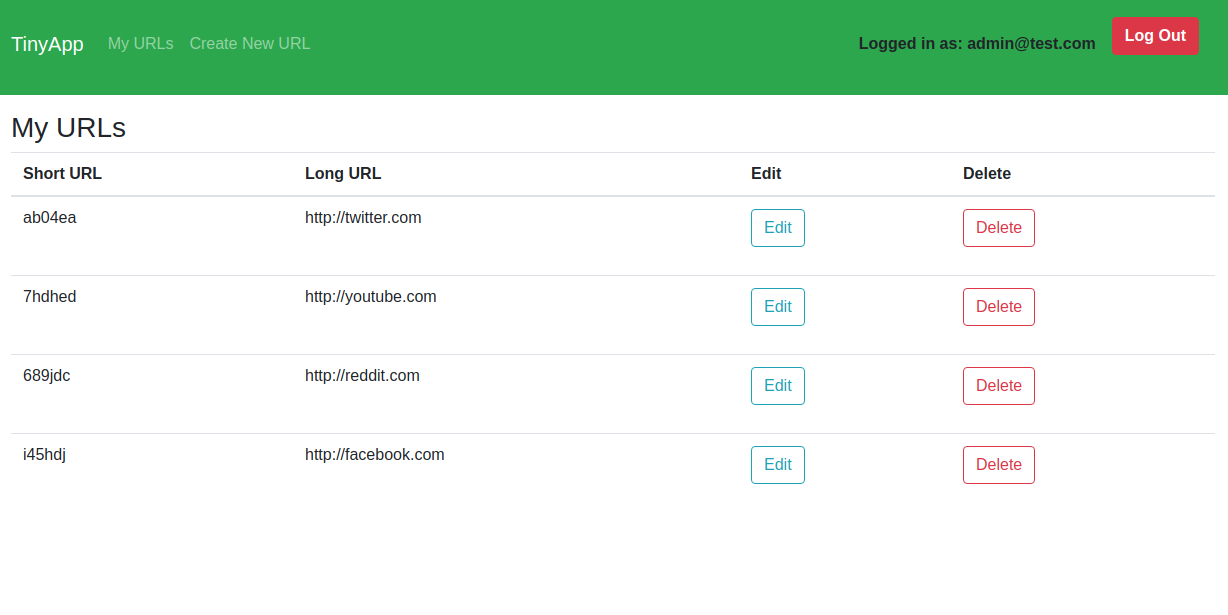 TinyApp My URLs Create New URL Logged in as: admin@test.com Log Out
My URLs
Short URL Long URL Edit Delete
ab04ea http://twitter.com Edit Delete
7hdhed http://youtube.com Edit Delete
689jdc http://reddit.com Edit Delete
i45hdj http://facebook.com Edit Delete